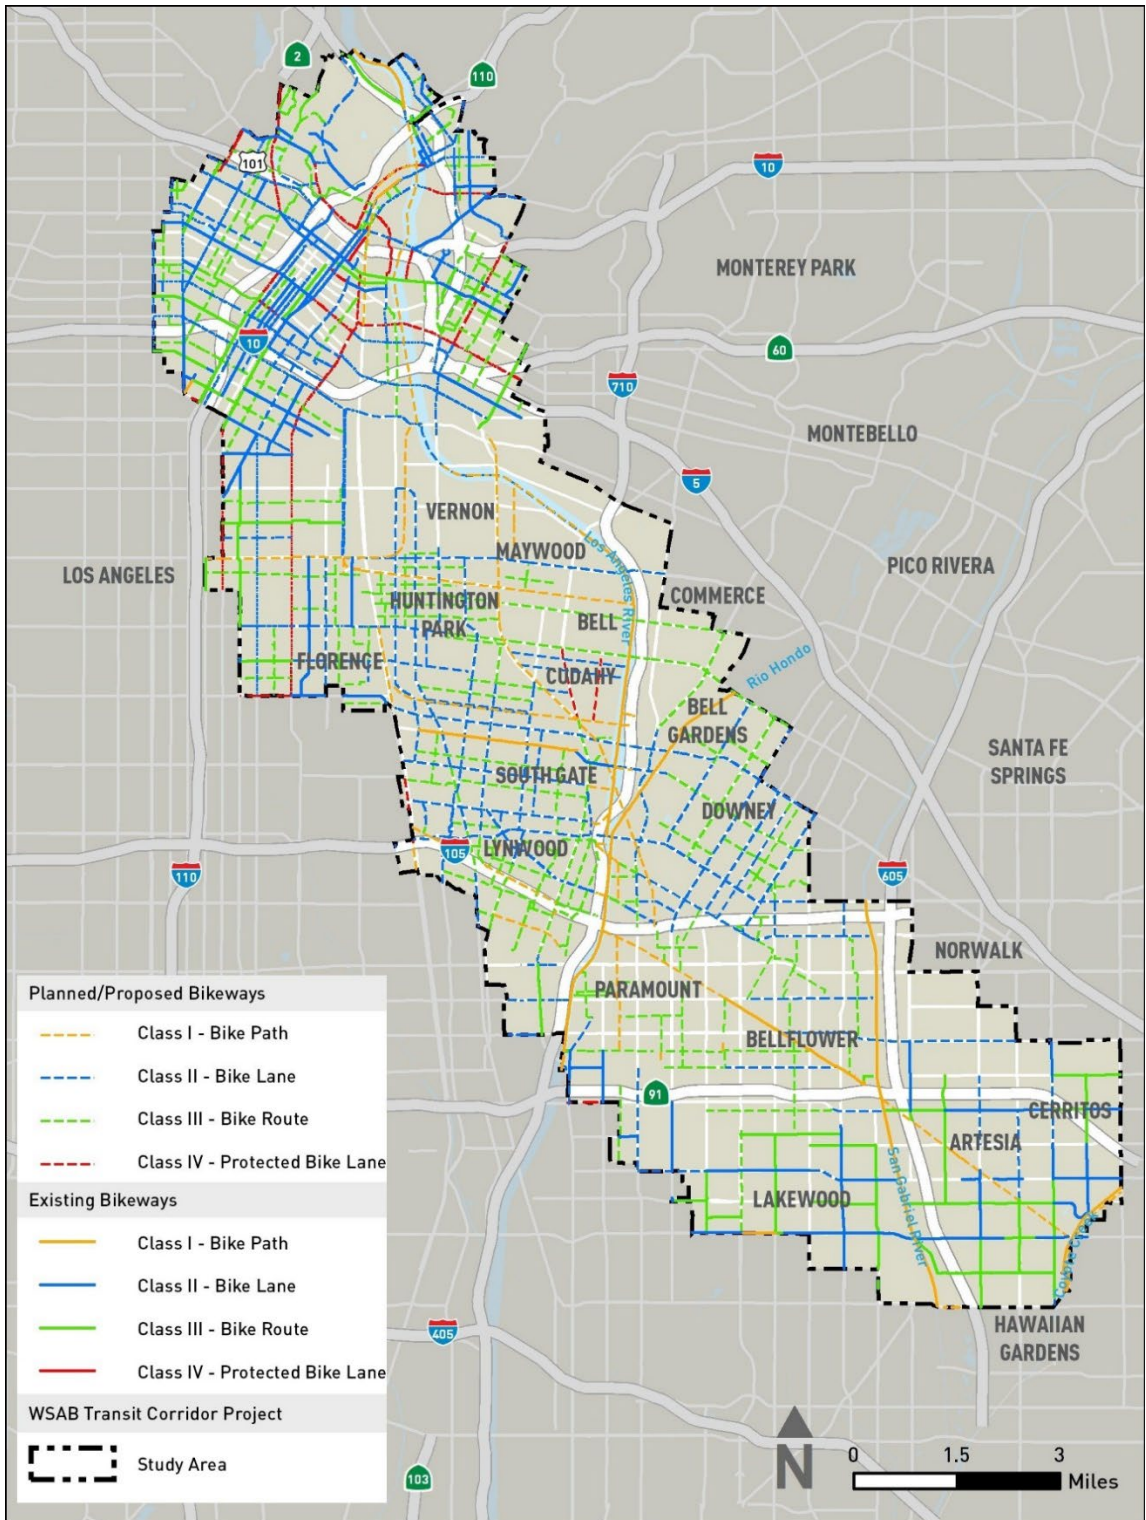 2
110
101
10
MONTEREY PARK
10
60
710
MONTEBELLO
5
VERNON
MAYWOOD
Los Angeles River
LOS ANGELES
PICO RIVERA
COMMERCE
HUNTINGTON
PARK
BELL
FLORENCE
CUDAHY
Rio Hondo
BELL
GARDENS
SANTA FE
SPRINGS
SOUTH GATE
DOWNEY
LYNWOOD
105
110
605
NORWALK
PARAMOUNT
BELLFLOWER
91
CERRITOS
ARTESIA
San Gabriel River
LAKEWOOD
Coyote Creek
HAWAIIAN
GARDENS
405
103
Planned/Proposed Bikeways
Class I - Bike Path
Class II - Bike Lane
Class III - Bike Route
Class IV - Protected Bike Lane
Existing Bikeways
Class I - Bike Path
Class II - Bike Lane
Class III - Bike Route
Class IV - Protected Bike Lane
WSAB Transit Corridor Project
Study Area
N
0 1.5 3
Miles